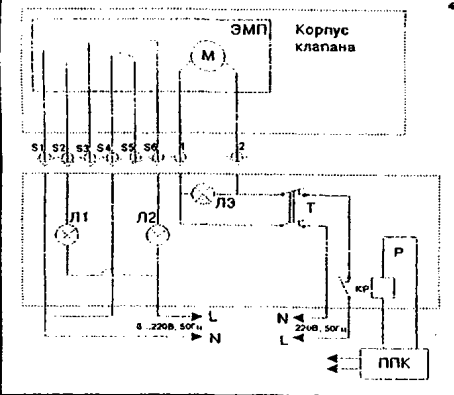 ЭМП
Корпус
клапана
М
S1 S2 S3 S4 S5 S6 1 2
ЛЭ
Т
Л1
Л2
Р
КР
L
N
220В, 50Гц
220В, 50Гц
N
L
ППК